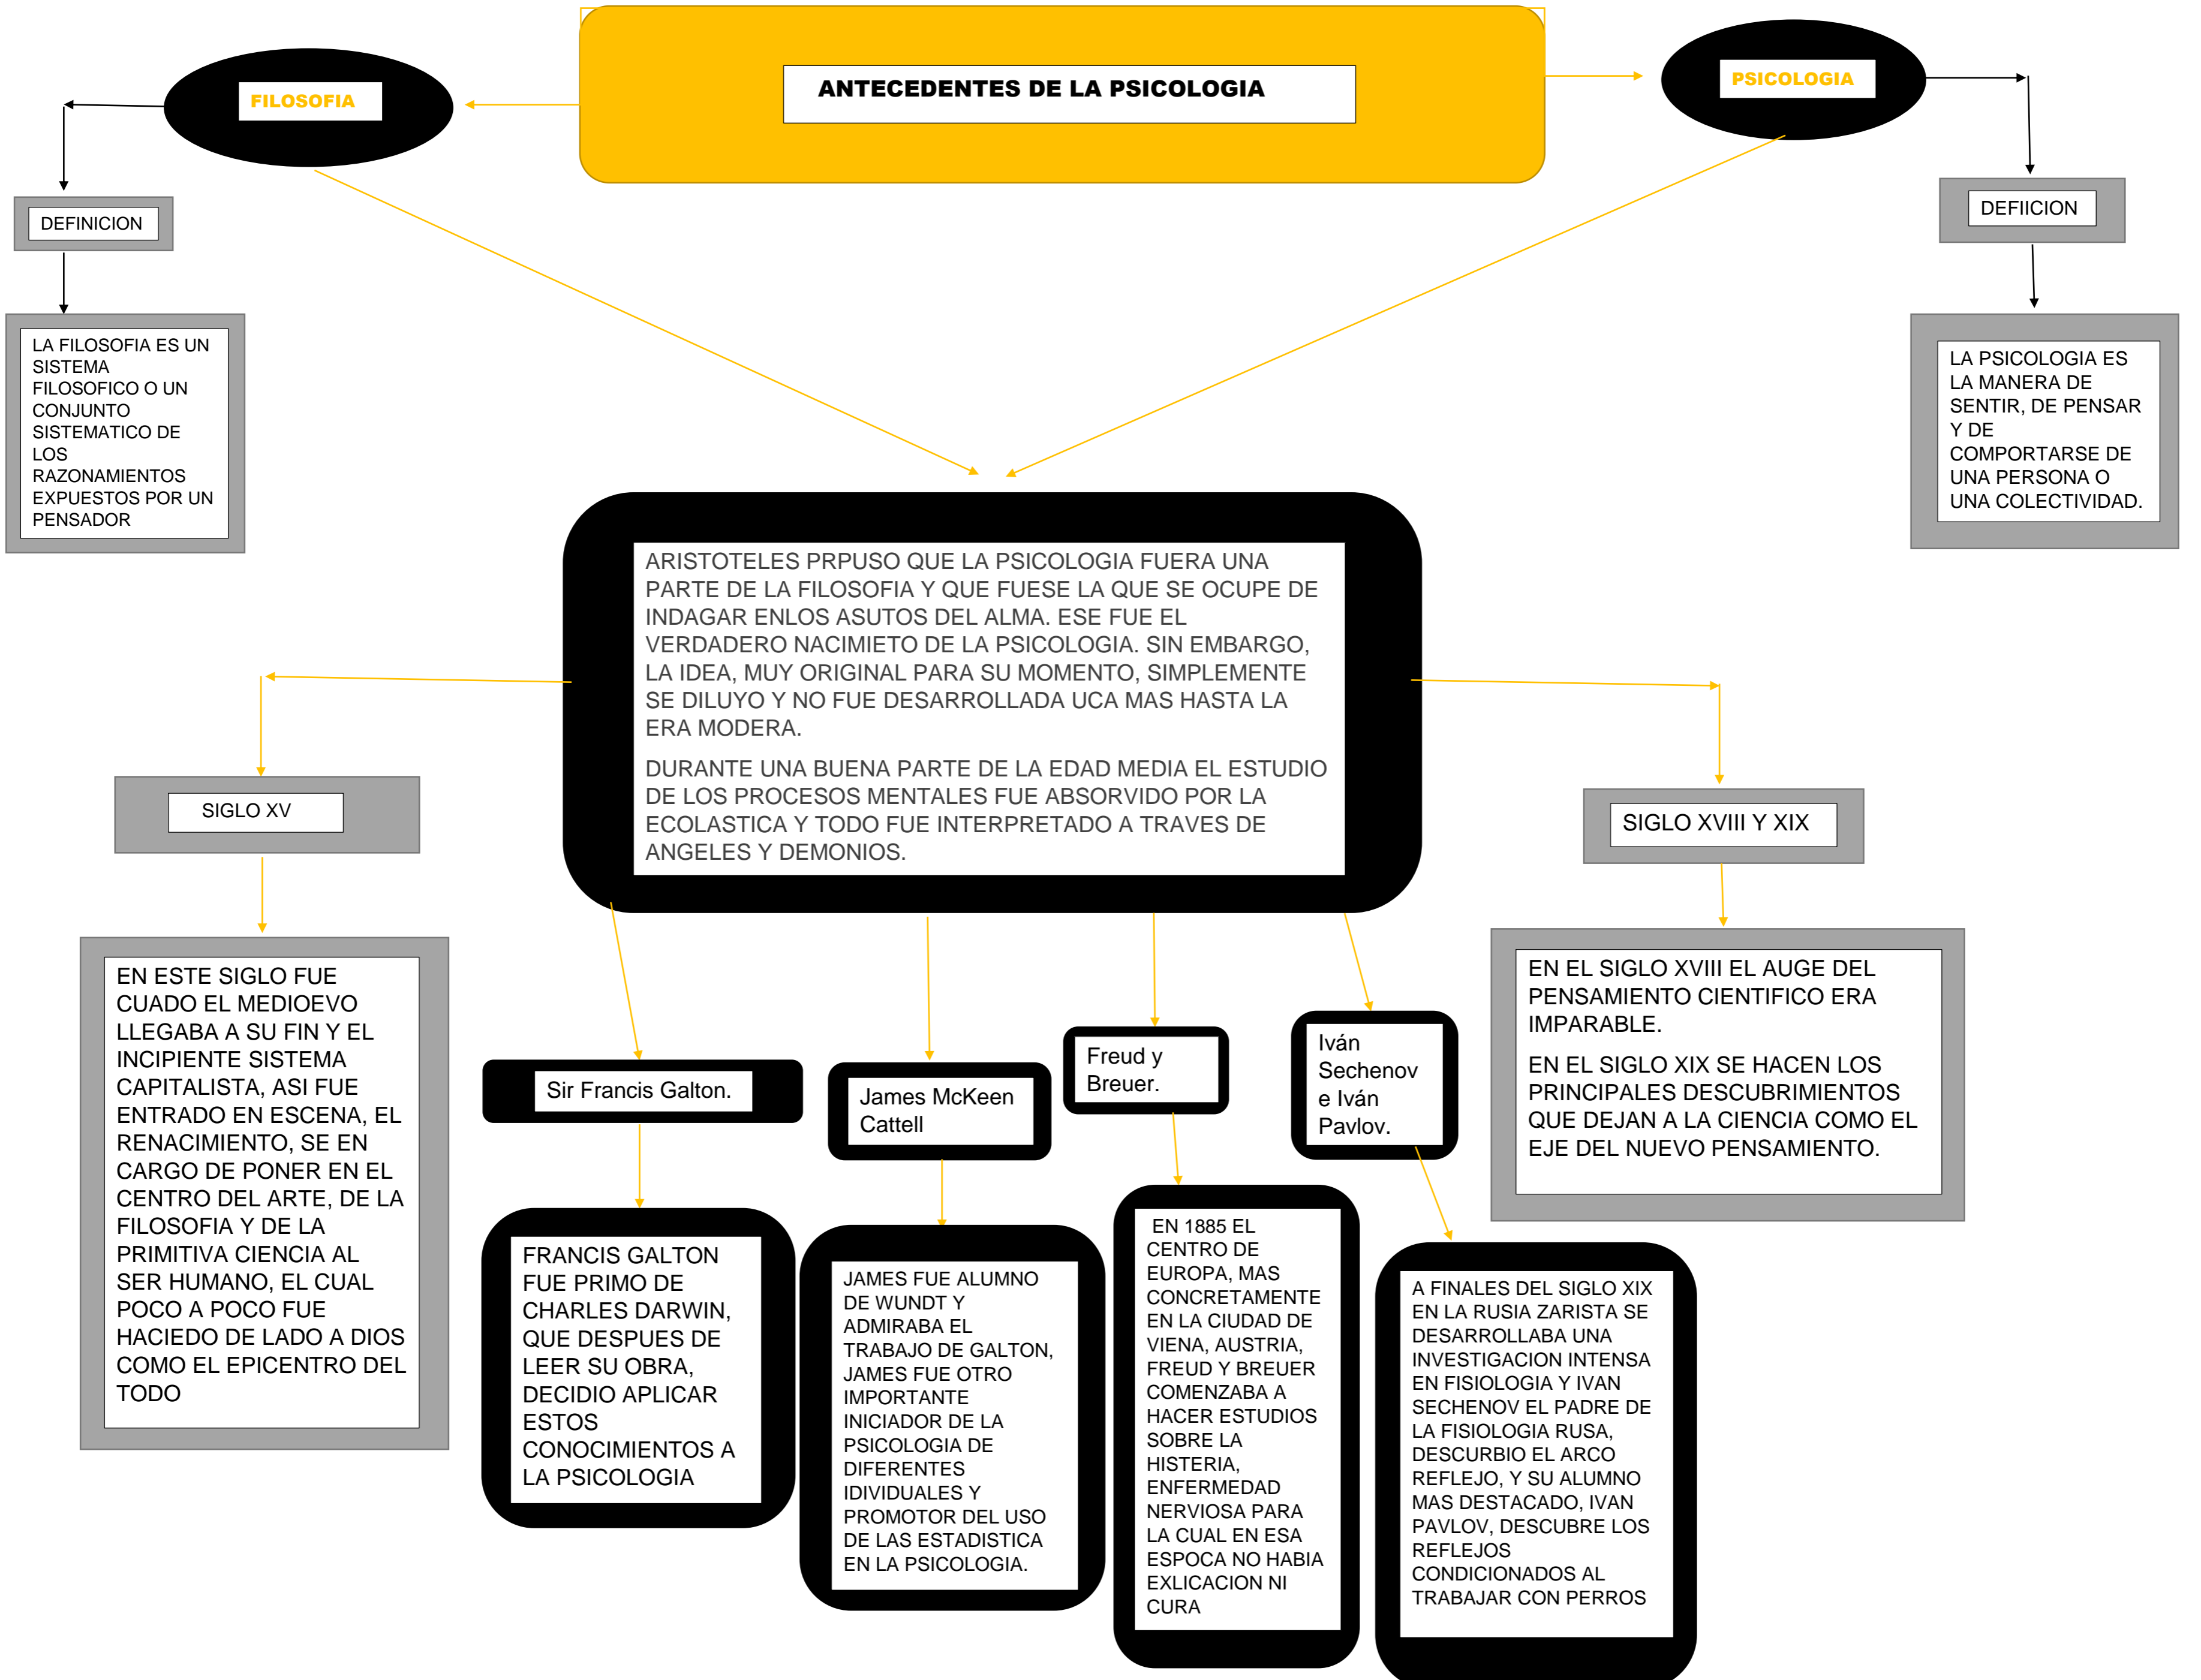 ANTECEDENTES DE LA PSICOLOGIA
FILOSOFIA
PSICOLOGIA
DEFINICION
DEFIICION
LA FILOSOFIA ES UN
SISTEMA
FILOSOFICO O UN
CONJUNTO
SISTEMATICO DE
LOS
RAZONAMIENTOS
EXPUESTOS POR UN
PENSADOR
LA PSICOLOGIA ES
LA MANERA DE
SENTIR, DE PENSAR
Y DE
COMPORTARSE DE
UNA PERSONA O
UNA COLECTIVIDAD.
ARISTOTELES PRPUSO QUE LA PSICOLOGIA FUERA UNA
PARTE DE LA FILOSOFIA Y QUE FUESE LA QUE SE OCUPE DE
INDAGAR ENLOS ASUTOS DEL ALMA. ESE FUE EL
VERDADERO NACIMIETO DE LA PSICOLOGIA. SIN EMBARGO,
LA IDEA, MUY ORIGINAL PARA SU MOMENTO, SIMPLEMENTE
SE DILUYO Y NO FUE DESARROLLADA UCA MAS HASTA LA
ERA MODERA.
DURANTE UNA BUENA PARTE DE LA EDAD MEDIA EL ESTUDIO
DE LOS PROCESOS MENTALES FUE ABSORVIDO POR LA
ECOLASTICA Y TODO FUE INTERPRETADO A TRAVES DE
ANGELES Y DEMONIOS.
SIGLO XV
SIGLO XVIII Y XIX
EN ESTE SIGLO FUE
CUADO EL MEDIOEVO
LLEGABA A SU FIN Y EL
INCIPIENTE SISTEMA
CAPITALISTA, ASI FUE
ENTRADO EN ESCENA, EL
RENACIMIENTO, SE EN
CARGO DE PONER EN EL
CENTRO DEL ARTE, DE LA
FILOSOFIA Y DE LA
PRIMITIVA CIENCIA AL
SER HUMANO, EL CUAL
POCO A POCO FUE
HACIEDO DE LADO A DIOS
COMO EL EPICENTRO DEL
TODO
Sir Francis Galton.
James McKeen
Cattell
Freud y
Breuer.
Iván
Sechenov
e Iván
Pavlov.
EN EL SIGLO XVIII EL AUGE DEL
PENSAMIENTO CIENTIFICO ERA
IMPARABLE.
EN EL SIGLO XIX SE HACEN LOS
PRINCIPALES DESCUBRIMIENTOS
QUE DEJAN A LA CIENCIA COMO EL
EJE DEL NUEVO PENSAMIENTO.
FRANCIS GALTON
FUE PRIMO DE
CHARLES DARWIN,
QUE DESPUES DE
LEER SU OBRA,
DECIDIO APLICAR
ESTOS
CONOCIMIENTOS A
LA PSICOLOGIA
JAMES FUE ALUMNO
DE WUNDT Y
ADMIRABA EL
TRABAJO DE GALTON,
JAMES FUE OTRO
IMPORTANTE
INICIADOR DE LA
PSICOLOGIA DE
DIFERENTES
IDIVIDUALES Y
PROMOTOR DEL USO
DE LAS ESTADISTICA
EN LA PSICOLOGIA.
EN 1885 EL
CENTRO DE
EUROPA, MAS
CONCRETAMENTE
EN LA CIUDAD DE
VIENA, AUSTRIA,
FREUD Y BREUER
COMENZABA A
HACER ESTUDIOS
SOBRE LA
HISTERIA,
ENFERMEDAD
NERVIOSA PARA
LA CUAL EN ESA
ESPOCA NO HABIA
EXLICACION NI
CURA
A FINALES DEL SIGLO XIX
EN LA RUSIA ZARISTA SE
DESARROLLABA UNA
INVESTIGACION INTENSA
EN FISIOLOGIA Y IVAN
SECHENOV EL PADRE DE
LA FISIOLOGIA RUSA,
DESCURBIO EL ARCO
REFLEJO, Y SU ALUMNO
MAS DESTACADO, IVAN
PAVLOV, DESCUBRE LOS
REFLEJOS
CONDICIONADOS AL
TRABAJAR CON PERROS